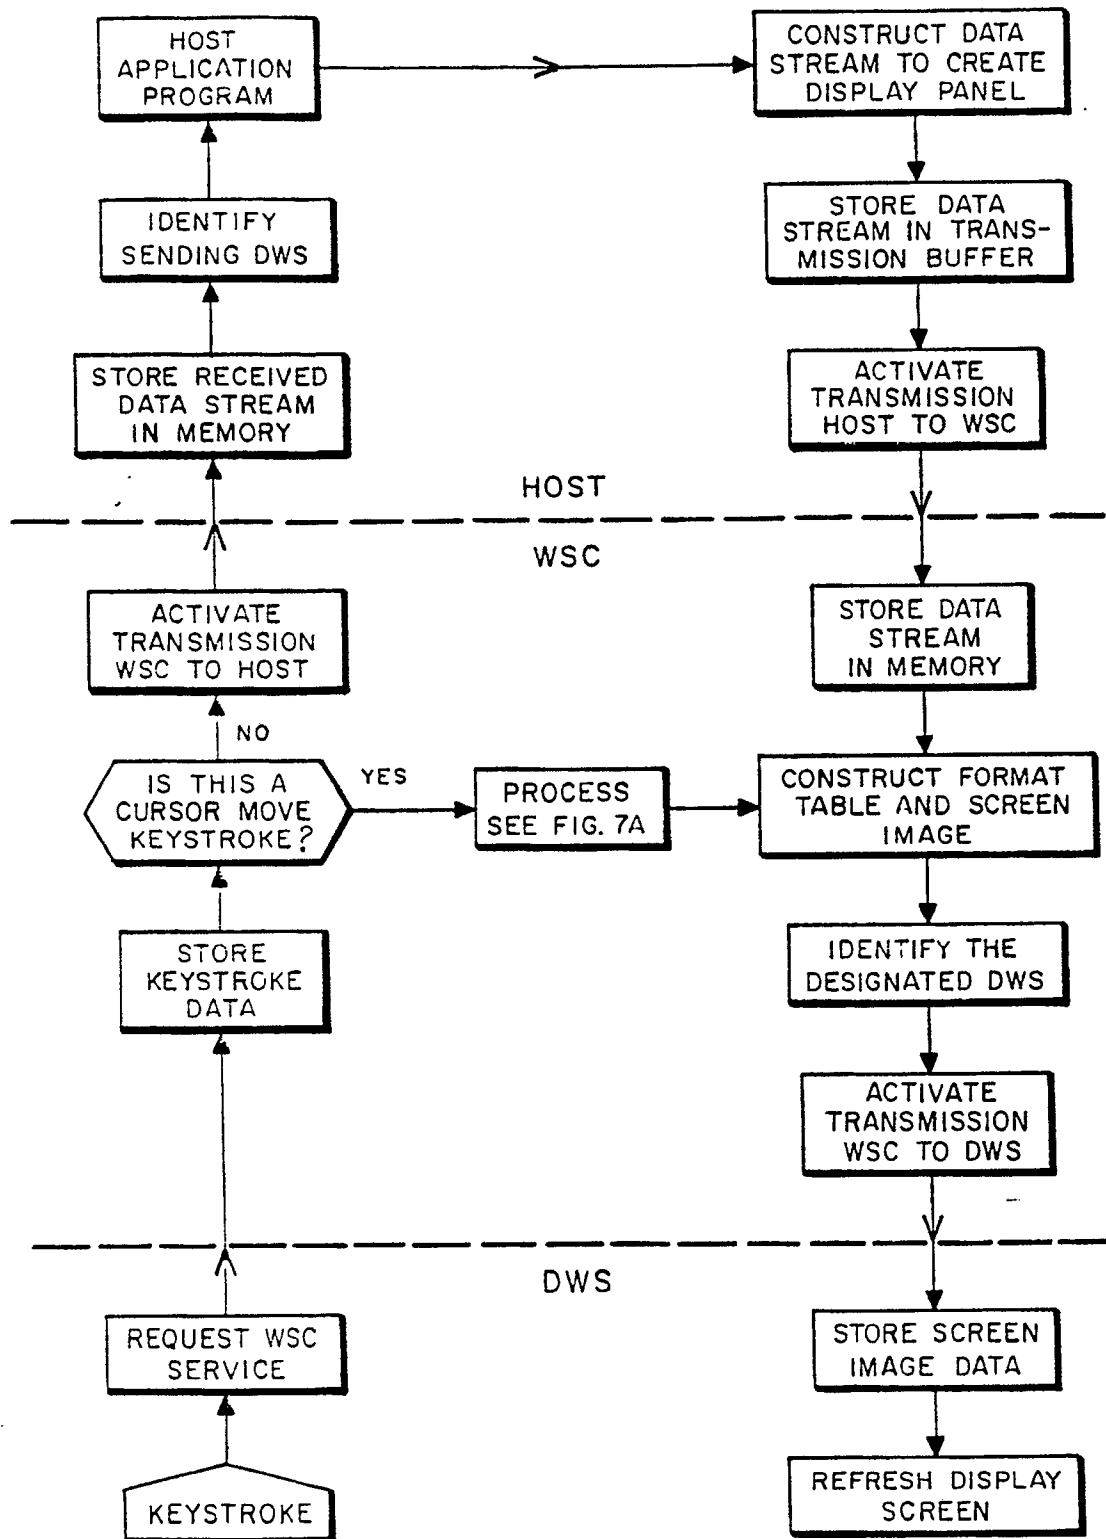 HOST
APPLICATION
PROGRAM
CONSTRUCT DATA
STREAM TO CREATE
DISPLAY PANEL
IDENTIFY
SENDING DWS
STORE DATA
STREAM IN TRANS-
MISSION BUFFER
STORE RECEIVED
DATA STREAM
IN MEMORY
ACTIVATE
TRANSMISSION
HOST TO WSC
HOST
WSC
ACTIVATE
TRANSMISSION
WSC TO HOST
STORE DATA
STREAM
IN MEMORY
NO
IS THIS A
CURSOR MOVE
KEYSTROKE?
YES
PROCESS
SEE FIG. 7A
CONSTRUCT FORMAT
TABLE AND SCREEN
IMAGE
STORE
KEYSTROKE
DATA
IDENTIFY THE
DESIGNATED DWS
ACTIVATE
TRANSMISSION
WSC TO DWS
DWS
REQUEST WSC
SERVICE
STORE SCREEN
IMAGE DATA
KEYSTROKE
REFRESH DISPLAY
SCREEN